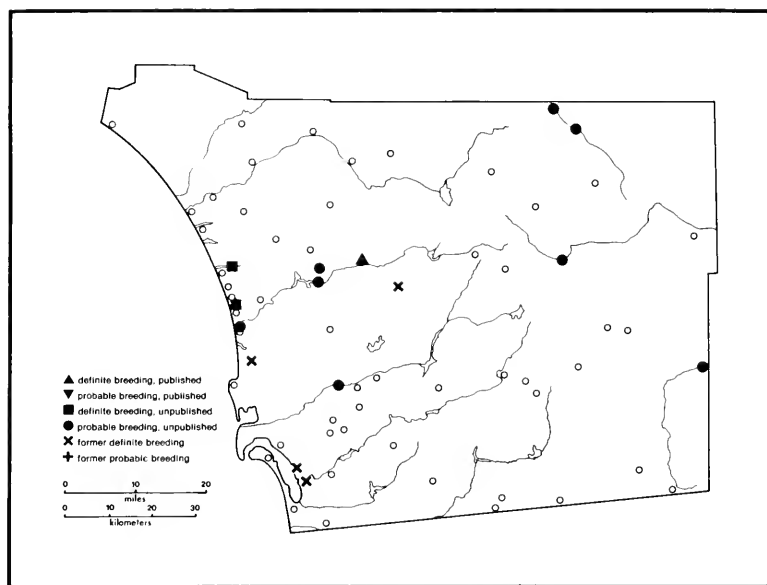 definite breeding, published
probable breeding, published
definite breeding, unpublished
probable breeding, unpublished
former definite breeding
former probable breeding
0 10 20
miles
0 10 20 30
kilometers